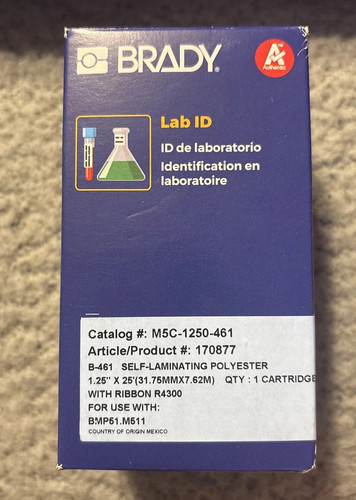 BRADY.
Authentic
Lab ID
ID de laboratorio
Identification en
laboratoire
Catalog #: M5C-1250-461
Article/Product #: 170877
B-461 SELF-LAMINATING POLYESTER
1.25" X 25'(31.75MMX7.62M) QTY : 1 CARTRIDGE
WITH RIBBON R4300
FOR USE WITH:
BMP51.M511
COUNTRY OF ORIGIN MEXICO